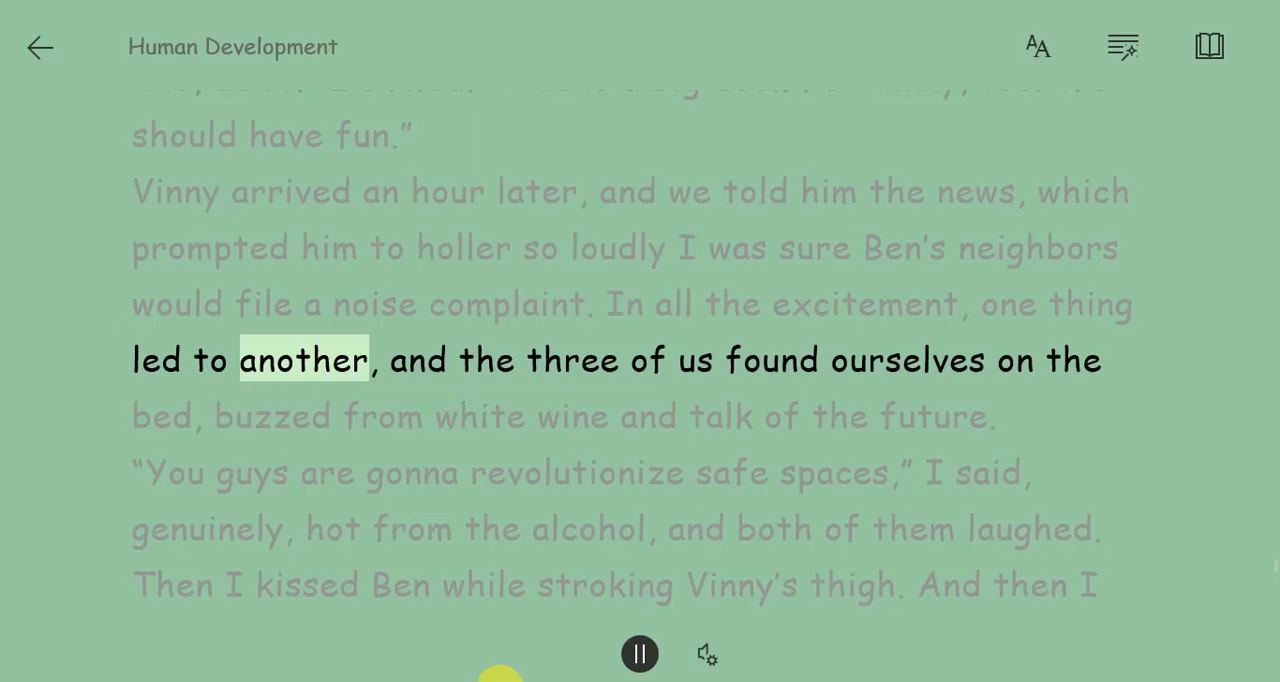 Human Development
should have fun.”
Vinny arrived an hour later, and we told him the news, which
prompted him to holler so loudly I was sure Ben’s neighbors
would file a noise complaint. In all the excitement, one thing
led to another, and the three of us found ourselves on the
bed, buzzed from white wine and talk of the future.
“You guys are gonna revolutionize safe spaces,” I said,
genuinely, hot from the alcohol, and both of them laughed.
Then I kissed Ben while stroking Vinny’s thigh. And then I